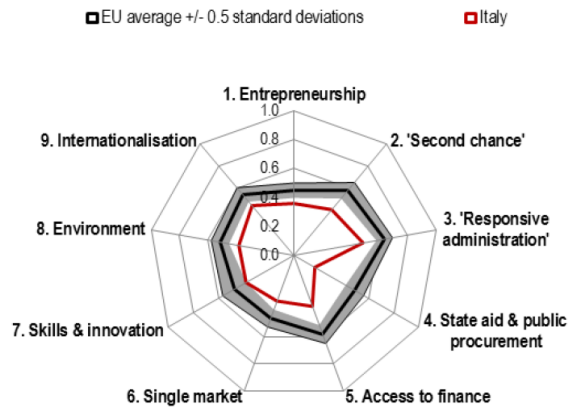 EU average +/- 0.5 standard deviations
Italy
1. Entrepreneurship
1.0
9. Internationalisation
2. 'Second chance'
0.8
0.6
0.4
8. Environment
3. 'Responsive
administration'
0.2
0.0
7. Skills & innovation
4. State aid & public
procurement
6. Single market
5. Access to finance